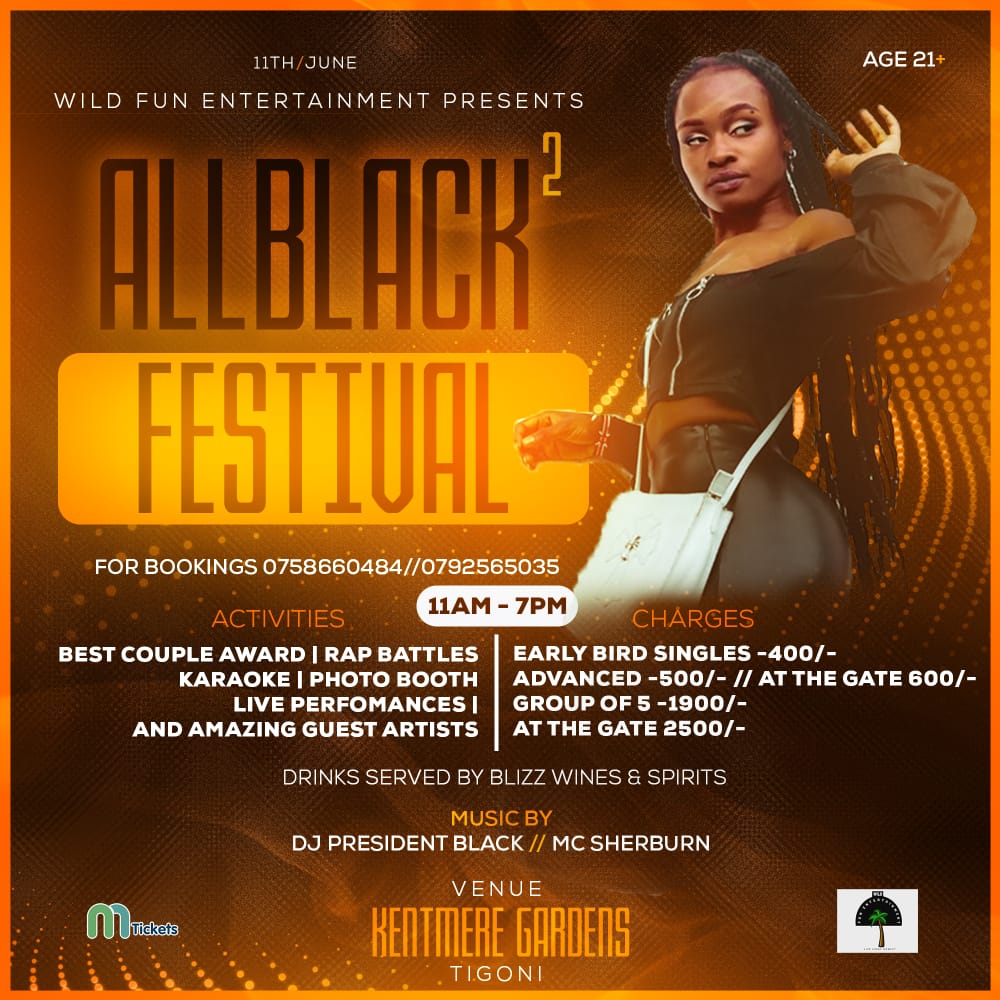 11TH/JUNE
AGE 21+
WILD FUN ENTERTAINMENT PRESENTS
ALLBLACK²
FESTIVAL
FOR BOOKINGS 0758660484//0792565035
11AM - 7PM
ACTIVITIES
BEST COUPLE AWARD | RAP BATTLES
KARAOKE | PHOTO BOOTH
LIVE PERFOMANCES |
AND AMAZING GUEST ARTISTS
CHARGES
EARLY BIRD SINGLES -400/-
ADVANCED -500/- // AT THE GATE 600/-
GROUP OF 5 -1900/-
AT THE GATE 2500/-
DRINKS SERVED BY BLIZZ WINES & SPIRITS
MUSIC BY
DJ PRESIDENT BLACK // MC SHERBURN
VENUE
KENTMERE GARDENS
TIGONI
Tickets